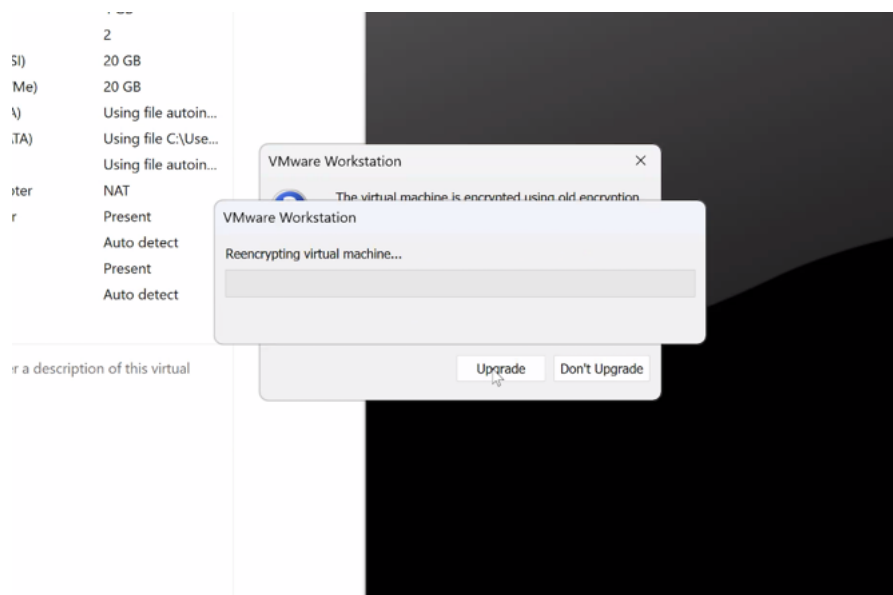 2
SI) 20 GB
Me) 20 GB
A) Using file autoin...
TA) Using file C:\Use...
Using file autoin...
oter NAT
r Present
Auto detect
Present
Auto detect
r a description of this virtual
VMware Workstation
The virtual machine is encrypted using old encryption
VMware Workstation
Reencrypting virtual machine...
Upgrade Don't Upgrade